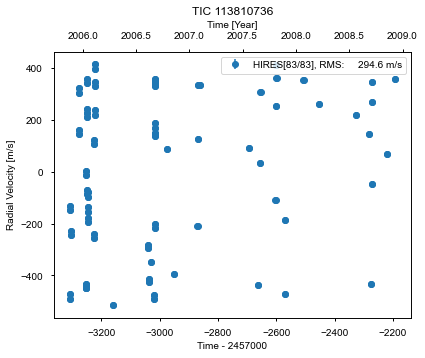 TIC 113810736
Time [Year]
2006.0 2006.5 2007.0 2007.5 2008.0 2008.5 2009.0
HIRES[83/83], RMS: 294.6 m/s
400
200
0
−200
−400
Radial Velocity [m/s]
−3200 −3000 −2800 −2600 −2400 −2200
Time - 2457000